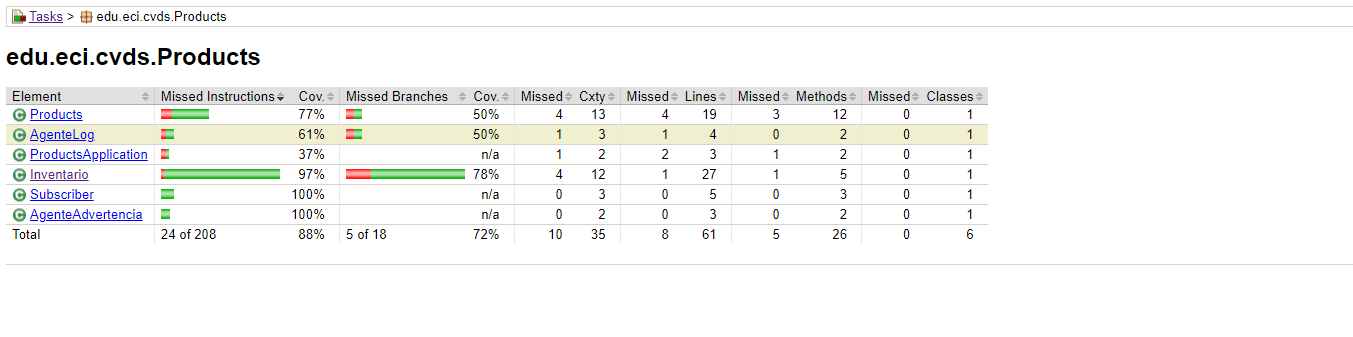 Tasks > edu.eci.cvds.Products
edu.eci.cvds.Products
Element Missed Instructions Cov. Missed Branches Cov. Missed Cxty Missed Lines Missed Methods Missed Classes
Products 77% 50% 4 13 4 19 3 12 0 1
AgenteLog 61% 50% 1 3 1 4 0 2 0 1
ProductsApplication 37% n/a 1 2 2 3 1 2 0 1
Inventario 97% 78% 4 12 1 27 1 5 0 1
Subscriber 100% n/a 0 3 0 5 0 3 0 1
AgenteAdvertencia 100% n/a 0 2 0 3 0 2 0 1
Total 24 of 208 88% 5 of 18 72% 10 35 8 61 5 26 0 6